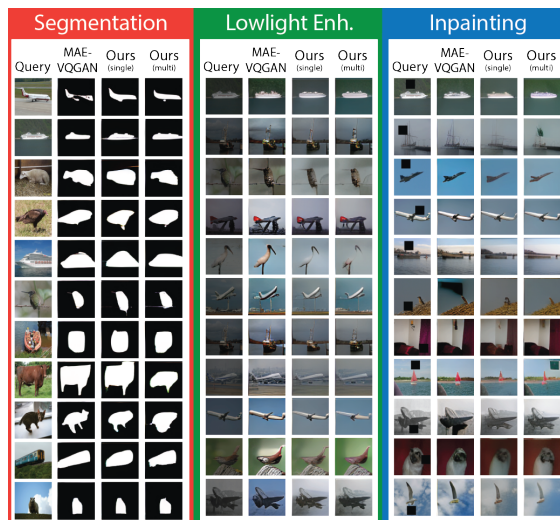 Segmentation
Lowlight Enh.
Inpainting
Query
MAE-
VQGAN
Ours
(single)
Ours
(multi)
Query
MAE-
VQGAN
Ours
(single)
Ours
(multi)
Query
MAE-
VQGAN
Ours
(single)
Ours
(multi)